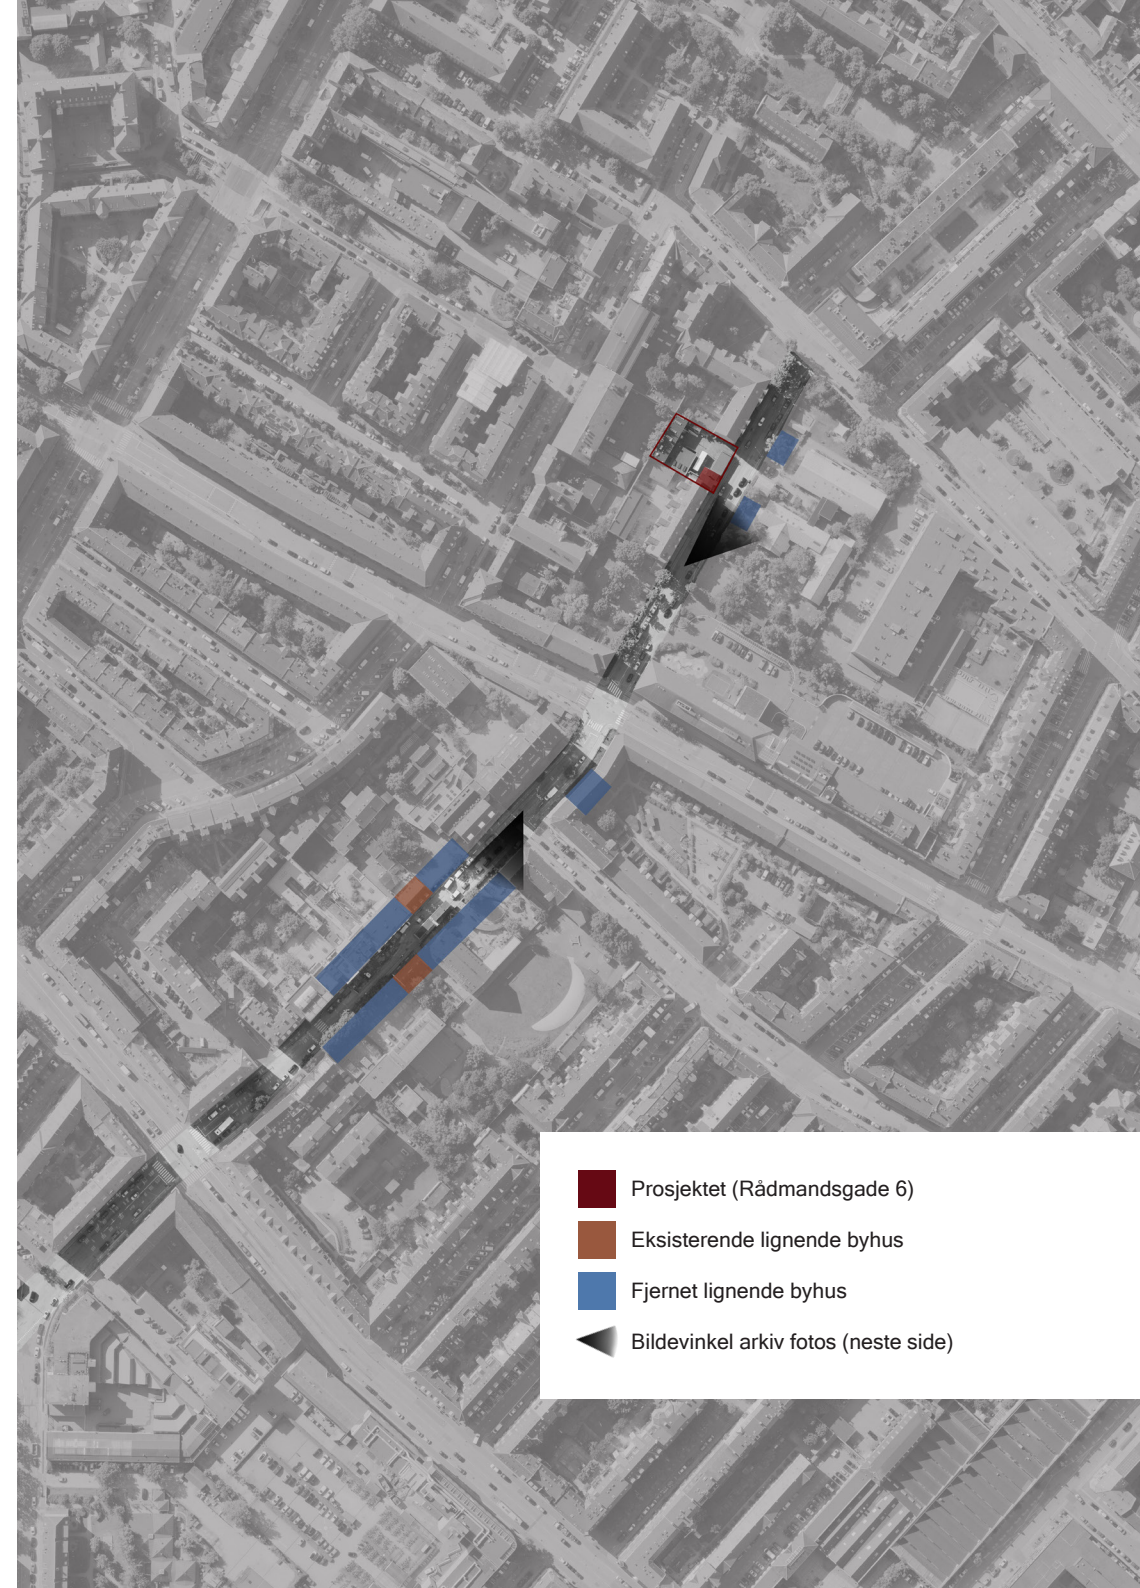 Prosjektet (Rådmandsgade 6)
Eksisterende lignende byhus
Fjernet lignende byhus
Bildevinkel arkiv fotos (neste side)